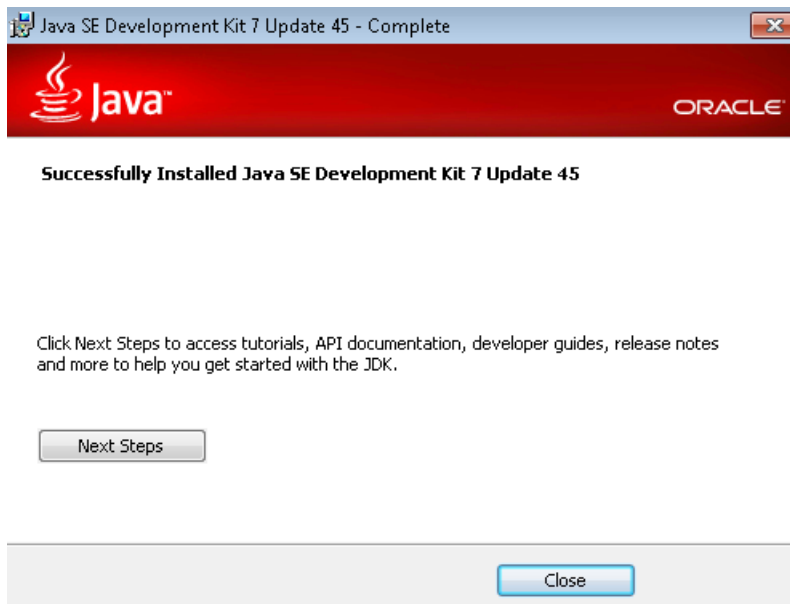 Java SE Development Kit 7 Update 45 - Complete
Java™
ORACLE
Successfully Installed Java SE Development Kit 7 Update 45
Click Next Steps to access tutorials, API documentation, developer guides, release notes
and more to help you get started with the JDK.
Next Steps
Close